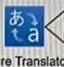 あ a
re Translato